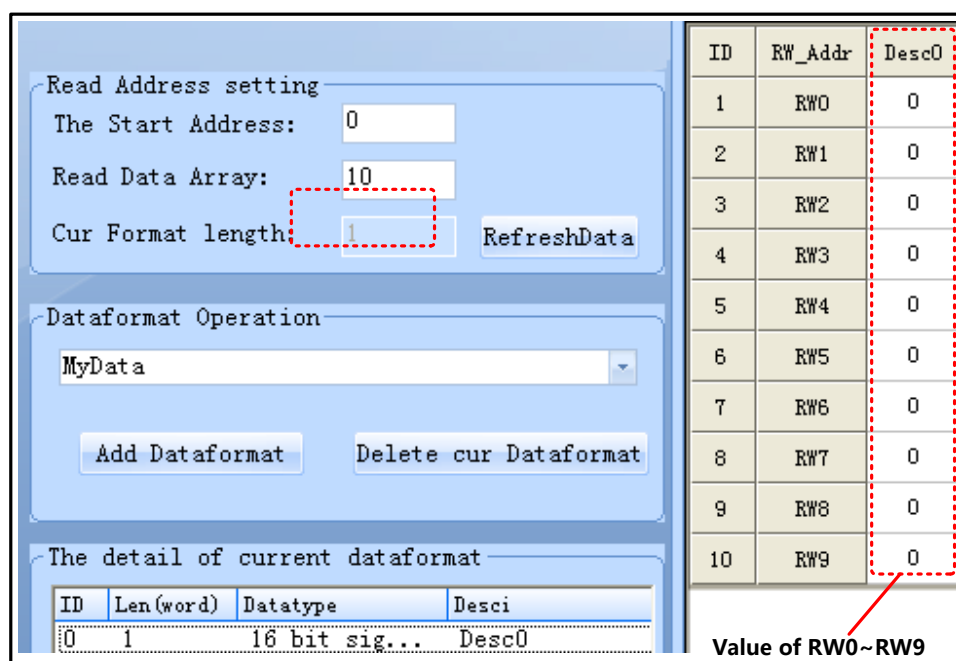 Read Address setting
The Start Address: 0
Read Data Array: 10
Cur Format length: 1 RefreshData
Dataformat Operation
MyData
Add Dataformat Delete cur Dataformat
The detail of current dataformat
ID Len(word) Datatype Desci
0 1 16 bit sig... Desc0
ID RW_Addr Desc0
1 RW0 0
2 RW1 0
3 RW2 0
4 RW3 0
5 RW4 0
6 RW5 0
7 RW6 0
8 RW7 0
9 RW8 0
10 RW9 0
Value of RW0~RW9